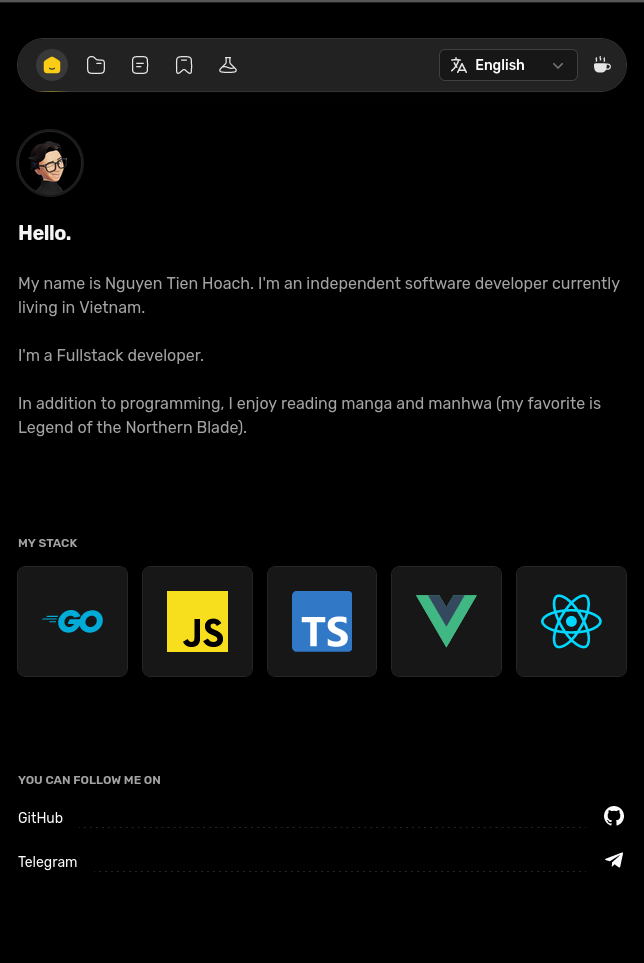 English
Hello.
My name is Nguyen Tien Hoach. I'm an independent software developer currently
living in Vietnam.
I'm a Fullstack developer.
In addition to programming, I enjoy reading manga and manhwa (my favorite is
Legend of the Northern Blade).
MY STACK
GO
JS
TS
YOU CAN FOLLOW ME ON
GitHub
Telegram